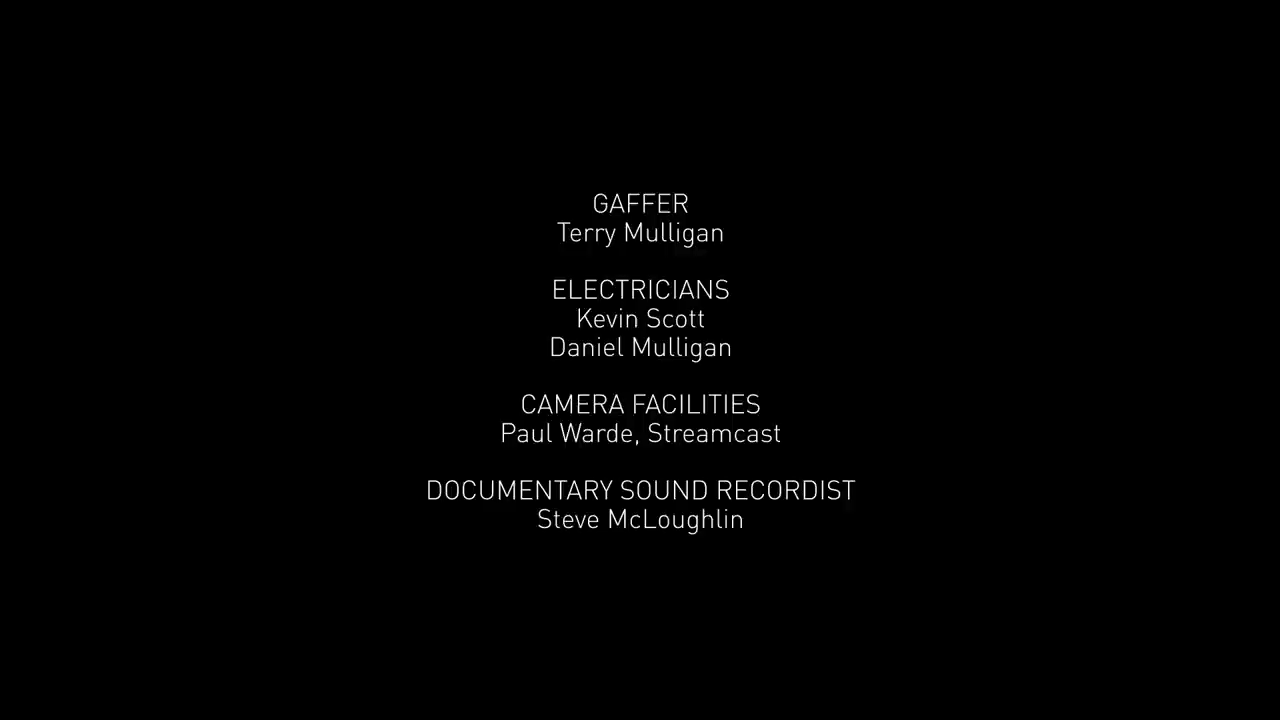 GAFFER
Terry Mulligan
ELECTRICIANS
Kevin Scott
Daniel Mulligan
CAMERA FACILITIES
Paul Warde, Streamcast
DOCUMENTARY SOUND RECORDIST
Steve McLoughlin